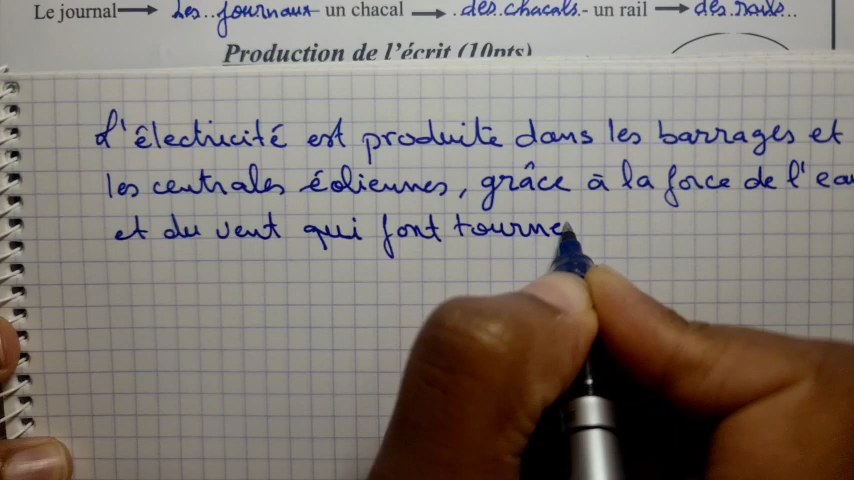 Le journal → Les..journaux- un chacal → .des.chacals.- un rail → des.rails...
Production de l'écrit (10pts)
L'électricité est produite dans les barrages et
les centrales éoliennes, grâce à la force de l'eau
et du vent qui font tourne